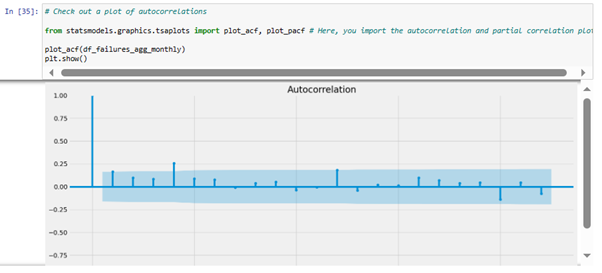 In [35]: # Check out a plot of autocorrelations
from statsmodels.graphics.tsaplots import plot_acf, plot_pacf # Here, you import the autocorrelation and partial correlation plo
plot_acf(df_failures_agg_monthly)
plt.show()
Autocorrelation
1.00
0.75
0.50
0.25
0.00
−0.25
−0.50
−0.75